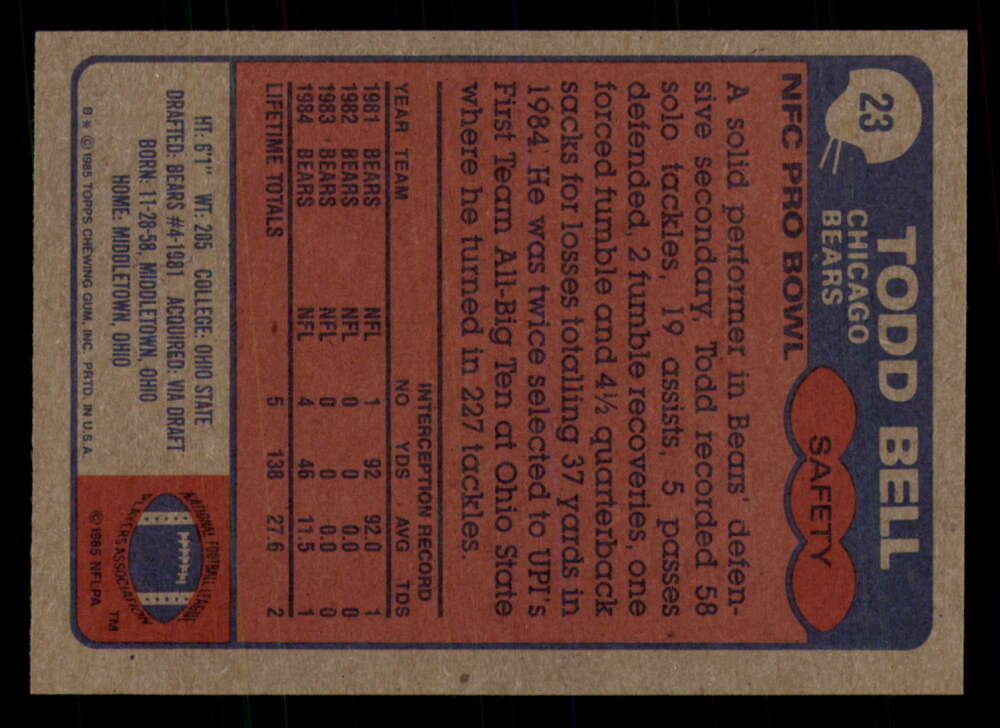 23
TODD BELL
CHICAGO
BEARS
SAFETY
NFC PRO BOWL
A solid performer in Bears' defen-
sive secondary, Todd recorded 58
solo tackles, 19 assists, 5 passes
defended, 2 fumble recoveries, one
forced fumble and 4½ quarterback
sacks for losses totalling 37 yards in
1984. He was twice selected to UPI's
First Team All-Big Ten at Ohio State
where he turned in 227 tackles.
INTERCEPTION RECORD
YEAR TEAM NO YDS AVG TDS
1981 BEARS NFL 1 92 92.0 1
1982 BEARS NFL 0 0 0.0 0
1983 BEARS NFL 0 0 0.0 0
1984 BEARS NFL 4 46 11.5 1
LIFETIME TOTALS 5 138 27.6 2
HT: 6'1" WT: 205 COLLEGE: OHIO STATE
DRAFTED: BEARS #4-1981 ACQUIRED: VIA DRAFT
BORN: 11-28-58, MIDDLETOWN, OHIO
HOME: MIDDLETOWN, OHIO
B * © 1985 TOPPS CHEWING GUM, INC. PRTD. IN U.S.A.
NATIONAL FOOTBALL LEAGUE
PLAYERS ASSOCIATION
TM
© 1985 NFLPA